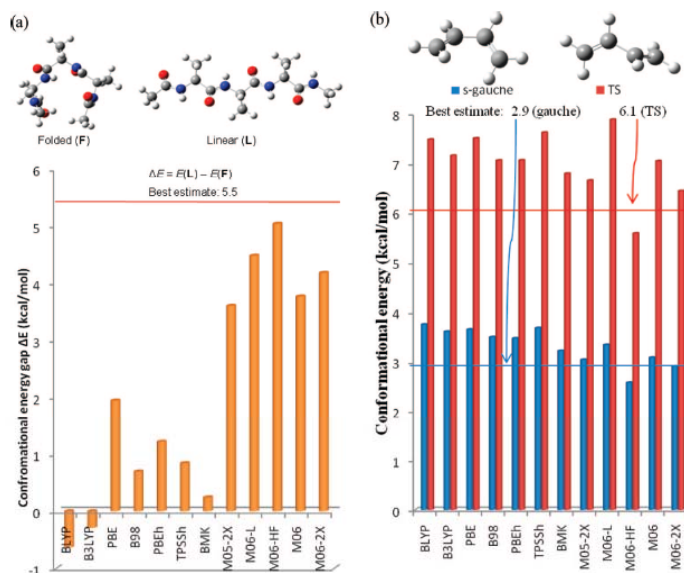 (a)
Folded (F)
Linear (L)
ΔE = E(L) – E(F)
Best estimate: 5.5
Confromational energy gap ΔE (kcal/mol)
6
5
4
3
2
1
0
-1
BLYP
B3LYP
PBE
B98
PBEh
TPSSh
BMK
M05-2X
M06-L
M06-HF
M06
M06-2X
(b)
s-gauche
TS
Best estimate: 2.9 (gauche) 6.1 (TS)
Conformational energy (kcal/mol)
8
7
6
5
4
3
2
1
0
BLYP
B3LYP
PBE
B98
PBEh
TPSSh
BMK
M05-2X
M06-L
M06-HF
M06
M06-2X